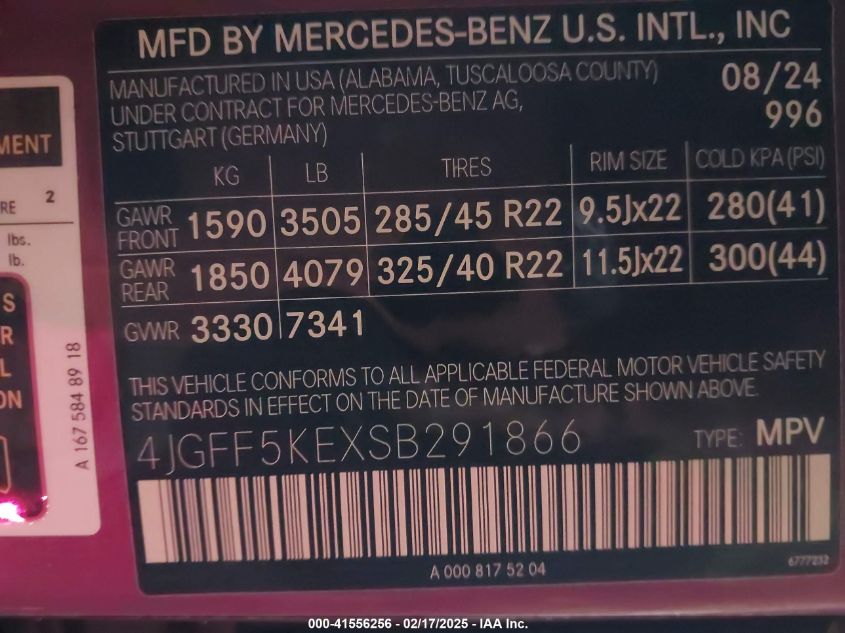 MFD BY MERCEDES-BENZ U.S. INTL., INC
MANUFACTURED IN USA (ALABAMA, TUSCALOOSA COUNTY) 08/24
UNDER CONTRACT FOR MERCEDES-BENZ AG, 996
STUTTGART (GERMANY)
KG LB TIRES RIM SIZE COLD KPA (PSI)
GAWR FRONT 1590 3505 285/45 R22 9.5Jx22 280(41)
GAWR REAR 1850 4079 325/40 R22 11.5Jx22 300(44)
GVWR 3330 7341
THIS VEHICLE CONFORMS TO ALL APPLICABLE FEDERAL MOTOR VEHICLE SAFETY
STANDARDS IN EFFECT ON THE DATE OF MANUFACTURE SHOWN ABOVE.
4JGFF5KEXSB291866 TYPE: MPV
A 000 817 52 04
6777232
2
lbs.
lb.
A 167 584 89 18
000-41556256 - 02/17/2025 - IAA Inc.